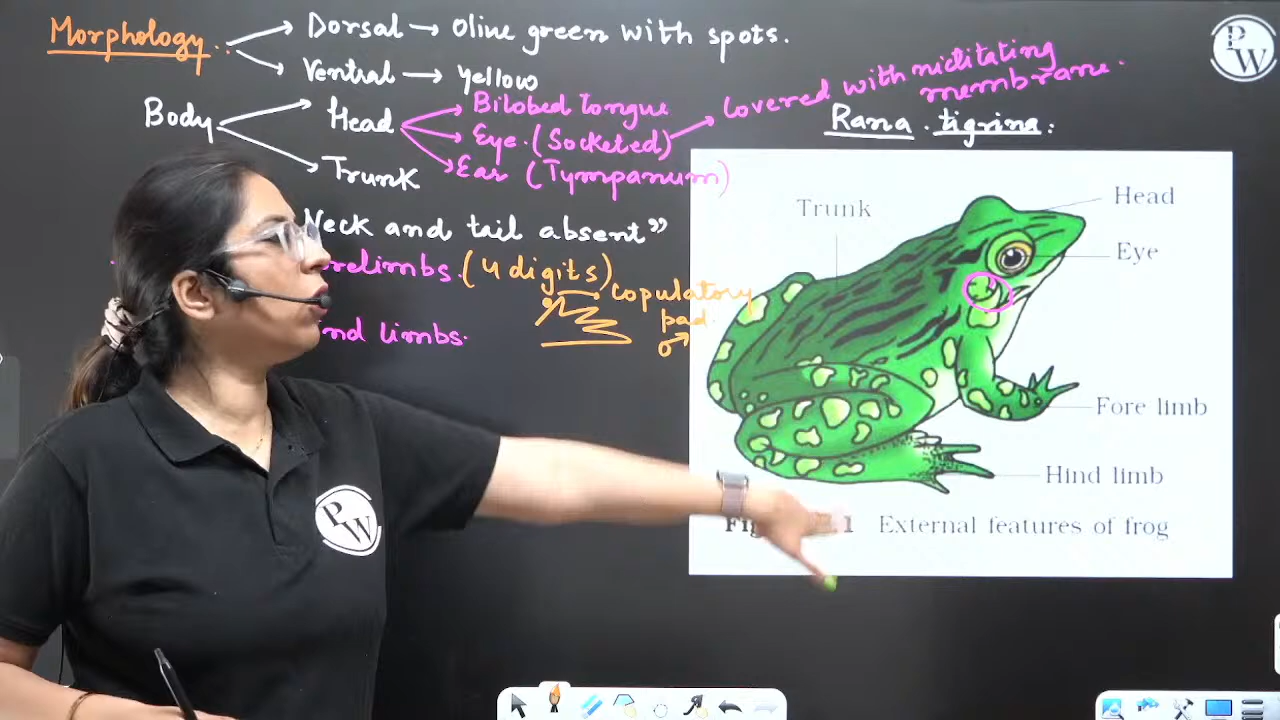 Morphology
Dorsal → Olive green with spots.
Ventral → Yellow
Body
Head
Bilobed tongue
Eye. (Socketed)
covered with nictitating
membrane.
Ear (Tympanum)
Trunk
Neck and tail absent”
relimbs. (4 digits)
copulatory
pad.
♂
nd limbs.
Rana tigrina:
Trunk
Head
Eye
Fore limb
Hind limb
1 External features of frog
PW
PW